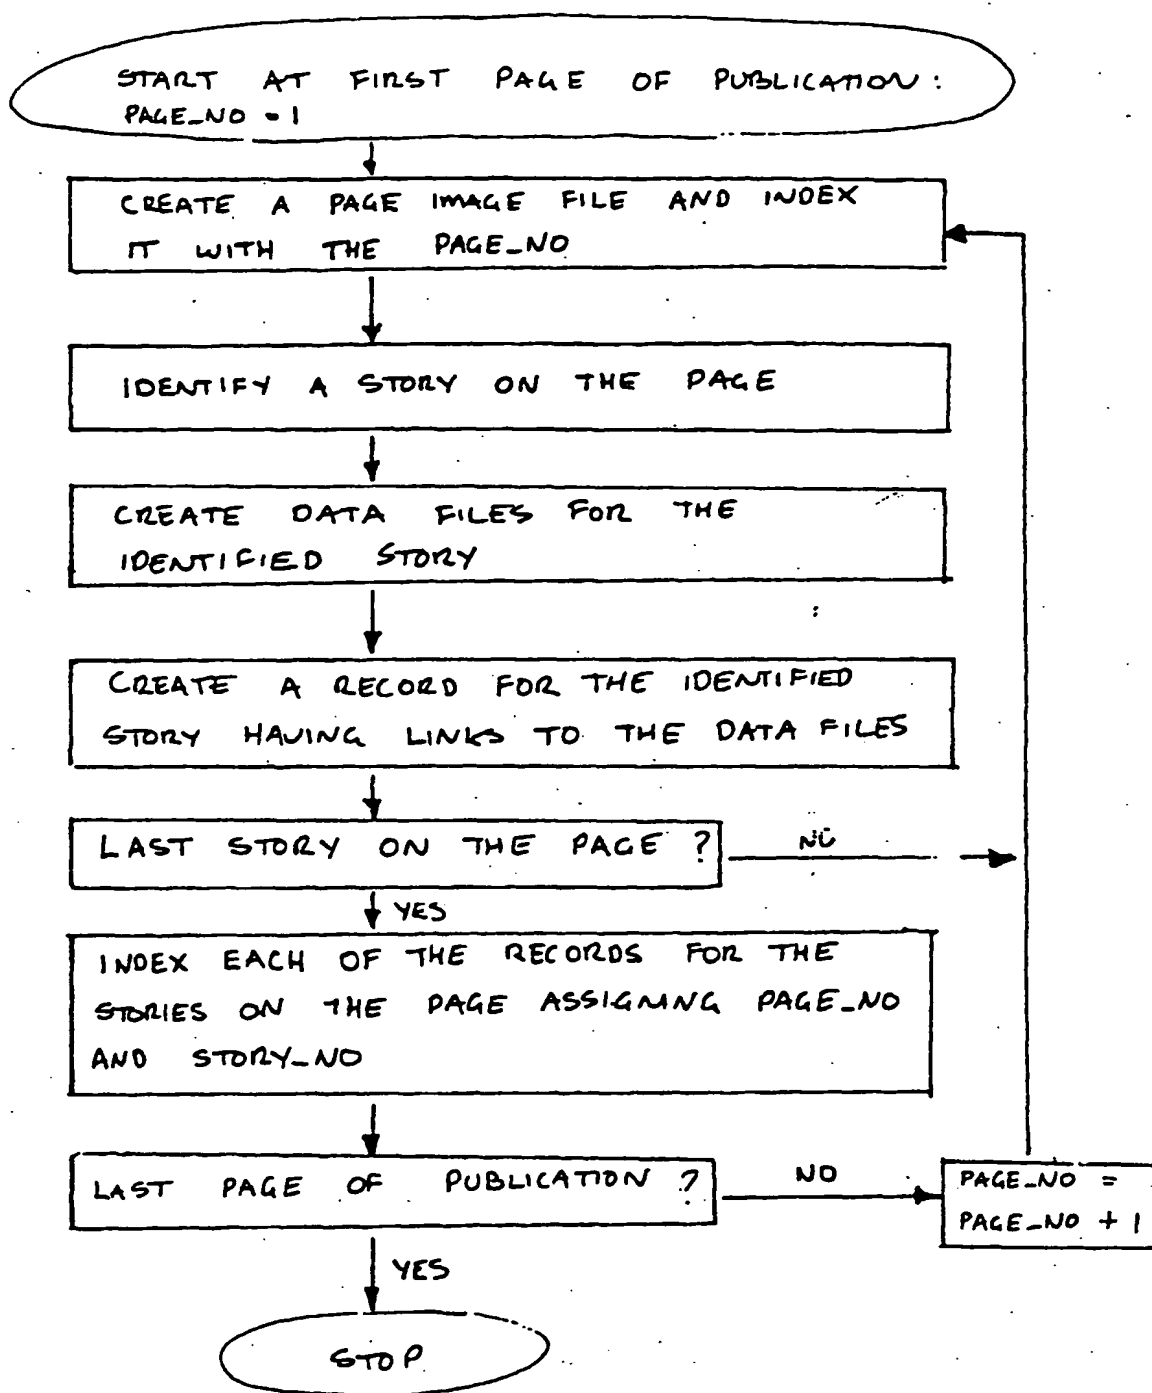 START AT FIRST PAGE OF PUBLICATION:
PAGE_NO = 1
CREATE A PAGE IMAGE FILE AND INDEX
IT WITH THE PAGE_NO
IDENTIFY A STORY ON THE PAGE
CREATE DATA FILES FOR THE
IDENTIFIED STORY
CREATE A RECORD FOR THE IDENTIFIED
STORY HAVING LINKS TO THE DATA FILES
LAST STORY ON THE PAGE ?
NO
YES
INDEX EACH OF THE RECORDS FOR THE
STORIES ON THE PAGE ASSIGNING PAGE_NO
AND STORY_NO
LAST PAGE OF PUBLICATION ?
NO
PAGE_NO =
PAGE_NO + 1
YES
STOP